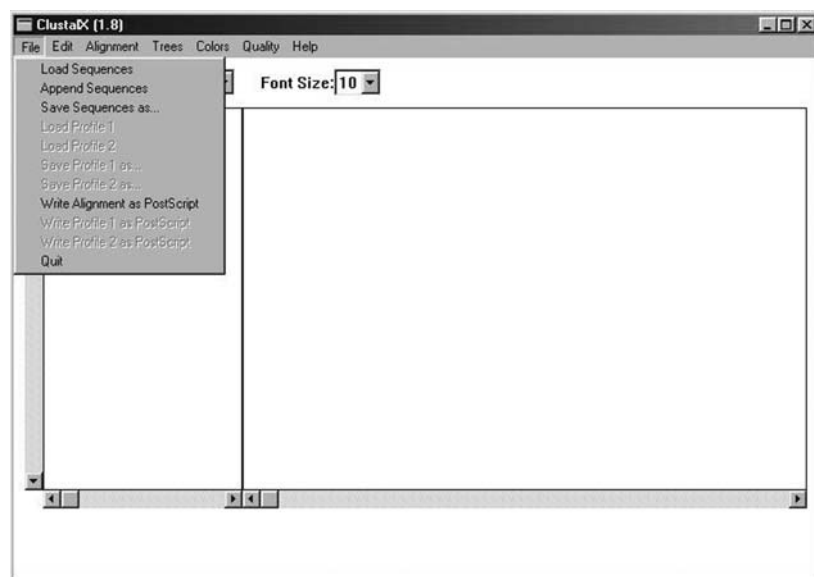 ClustalX (1.8)
File Edit Alignment Trees Colors Quality Help
Load Sequences
Append Sequences
Save Sequences as...
Load Profile 1
Load Profile 2
Save Profile 1 as...
Save Profile 2 as...
Write Alignment as PostScript
Write Profile 1 as PostScript
Write Profile 2 as PostScript
Quit
Font Size: 10